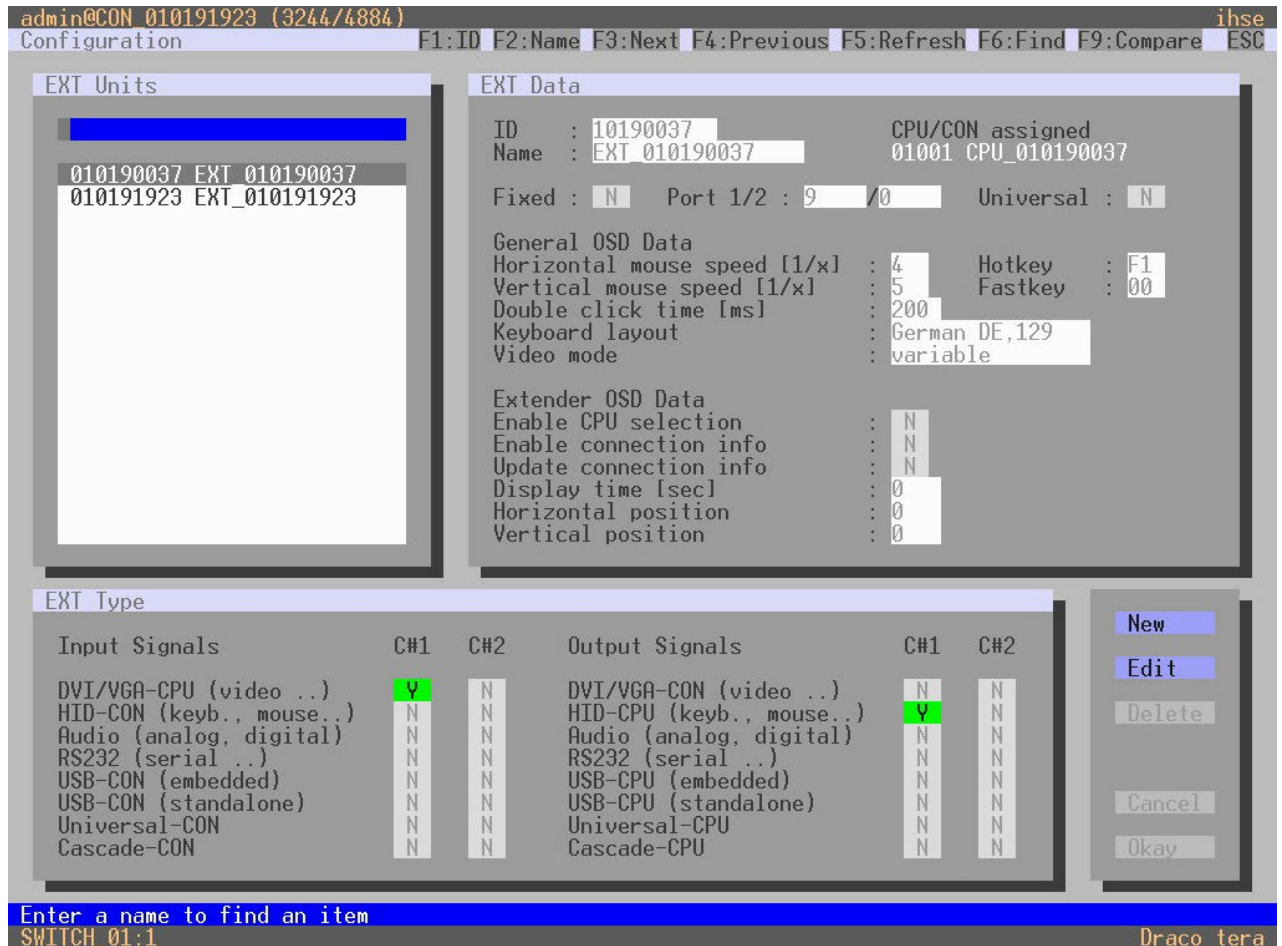 admin@CON_010191923 (3244/4884) ihse
Configuration F1:ID F2:Name F3:Next F4:Previous F5:Refresh F6:Find F9:Compare ESC
EXT Units
010190037 EXT_010190037
010191923 EXT_010191923
EXT Data
ID : 10190037 CPU/CON assigned
Name : EXT_010190037 01001 CPU_010190037
Fixed : N Port 1/2 : 9 /0 Universal : N
General OSD Data
Horizontal mouse speed [1/x] : 4 Hotkey : F1
Vertical mouse speed [1/x] : 5 Fastkey : 00
Double click time [ms] : 200
Keyboard layout : German DE,129
Video mode : variable
Extender OSD Data
Enable CPU selection : N
Enable connection info : N
Update connection info : N
Display time [sec] : 0
Horizontal position : 0
Vertical position : 0
EXT Type
Input Signals C#1 C#2 Output Signals C#1 C#2
DVI/VGA-CPU (video ..) Y N DVI/VGA-CON (video ..) N N
HID-CON (keyb., mouse..) N N HID-CPU (keyb., mouse..) Y N
Audio (analog, digital) N N Audio (analog, digital) N N
RS232 (serial ..) N N RS232 (serial ..) N N
USB-CON (embedded) N N USB-CPU (embedded) N N
USB-CON (standalone) N N USB-CPU (standalone) N N
Universal-CON N N Universal-CPU N N
Cascade-CON N N Cascade-CPU N N
New
Edit
Delete
Cancel
Okay
Enter a name to find an item
SWITCH 01:1 Draco tera